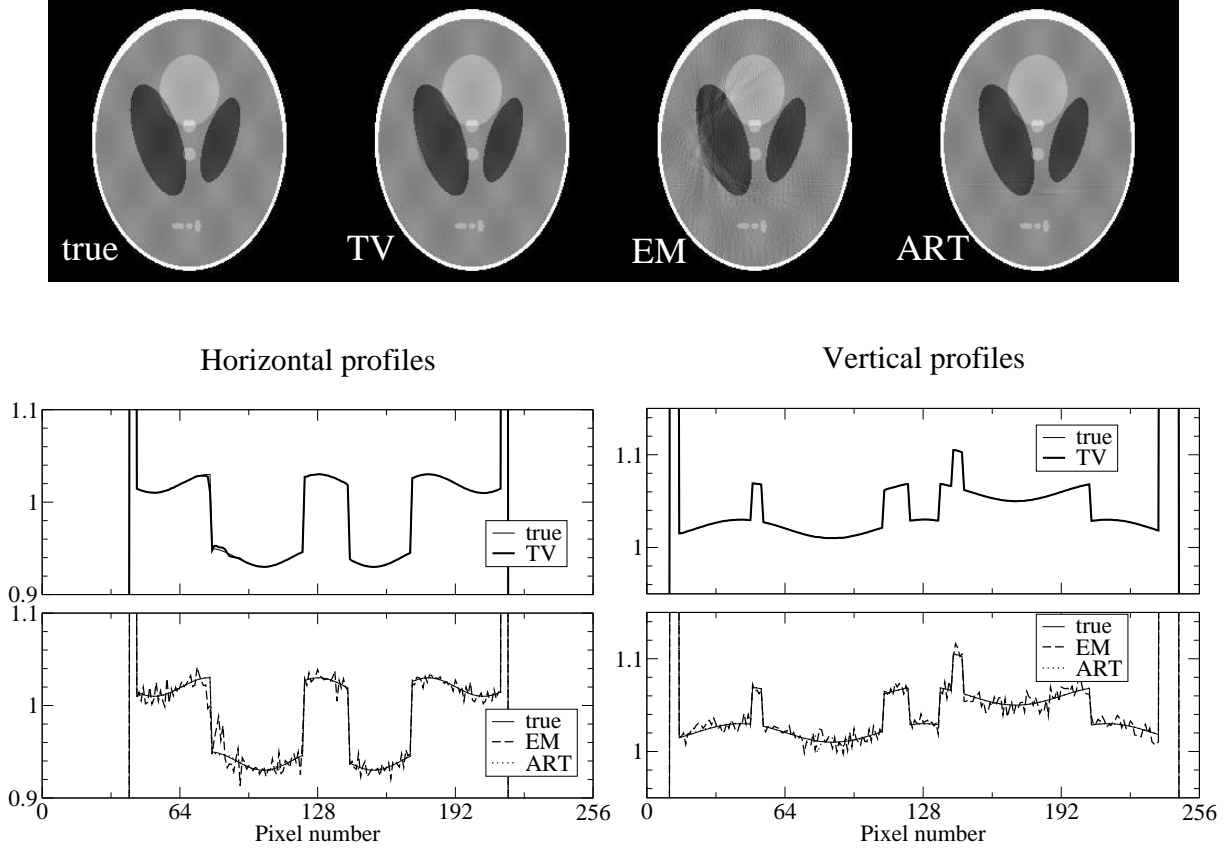 true
TV
EM
ART
Horizontal profiles
Vertical profiles
1.1
1
0.9
true
TV
1.1
1
true
TV
1.1
1
0.9
true
EM
ART
0
64
128
192
256
Pixel number
1.1
1
true
EM
ART
0
64
128
192
256
Pixel number